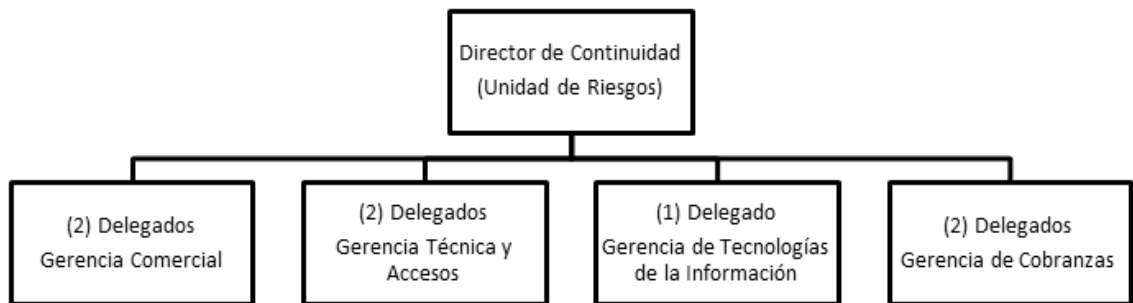 Director de Continuidad
(Unidad de Riesgos)
(2) Delegados
Gerencia Comercial
(2) Delegados
Gerencia Técnica y
Accesos
(1) Delegado
Gerencia de Tecnologías
de la Información
(2) Delegados
Gerencia de Cobranzas